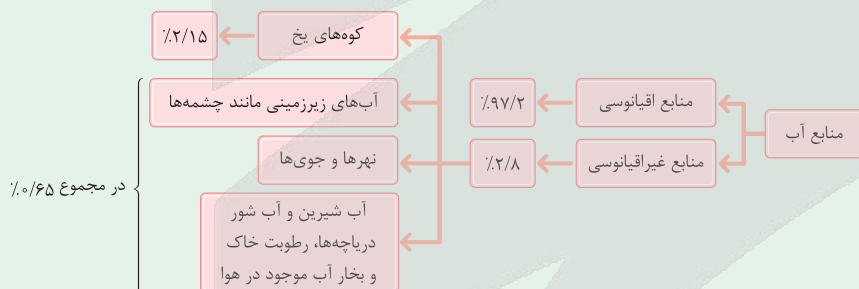 منابع آب
منابع اقیانوسی
٪۹۷/۲
منابع غیراقیانوسی
٪۲/۸
کوه‌های یخ
٪۲/۱۵
آب‌های زیرزمینی مانند چشمه‌ها
نهرها و جوی‌ها
آب شیرین و آب شور
دریاچه‌ها، رطوبت خاک
و بخار آب موجود در هوا
در مجموع ۰/۶۵٪